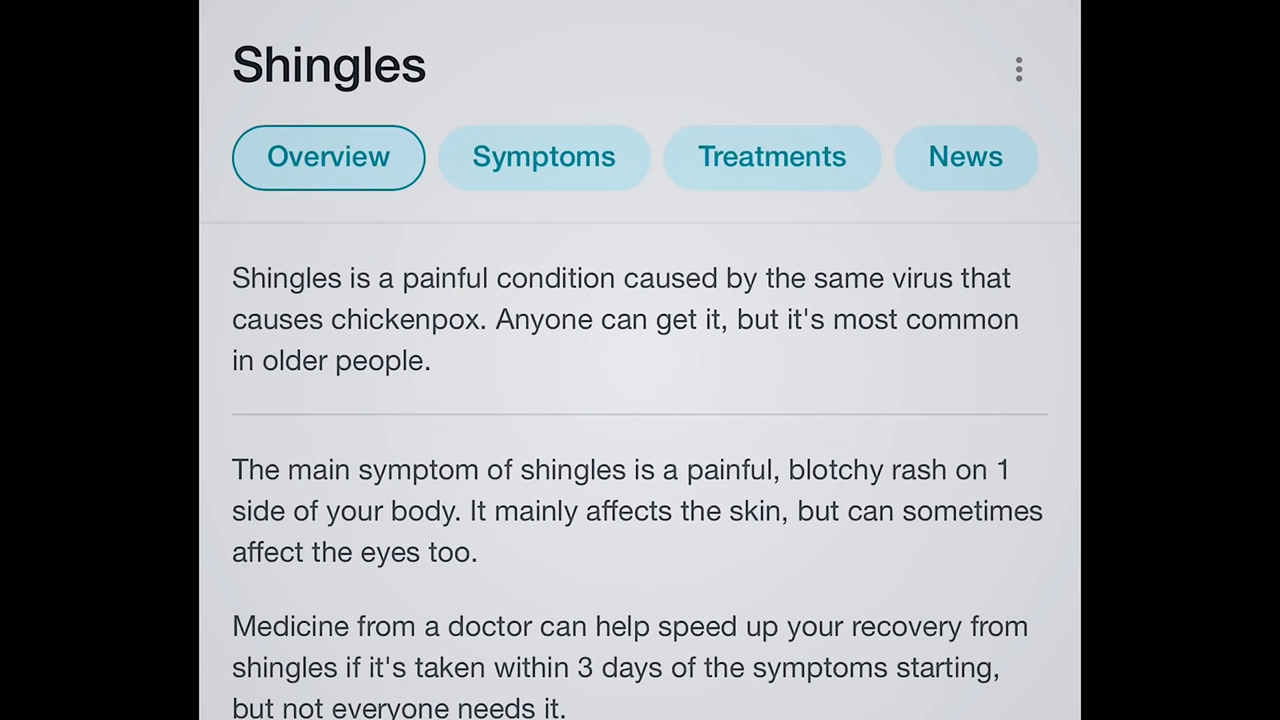 Shingles
Overview
Symptoms
Treatments
News
Shingles is a painful condition caused by the same virus that
causes chickenpox. Anyone can get it, but it's most common
in older people.
The main symptom of shingles is a painful, blotchy rash on 1
side of your body. It mainly affects the skin, but can sometimes
affect the eyes too.
Medicine from a doctor can help speed up your recovery from
shingles if it's taken within 3 days of the symptoms starting,
but not everyone needs it.